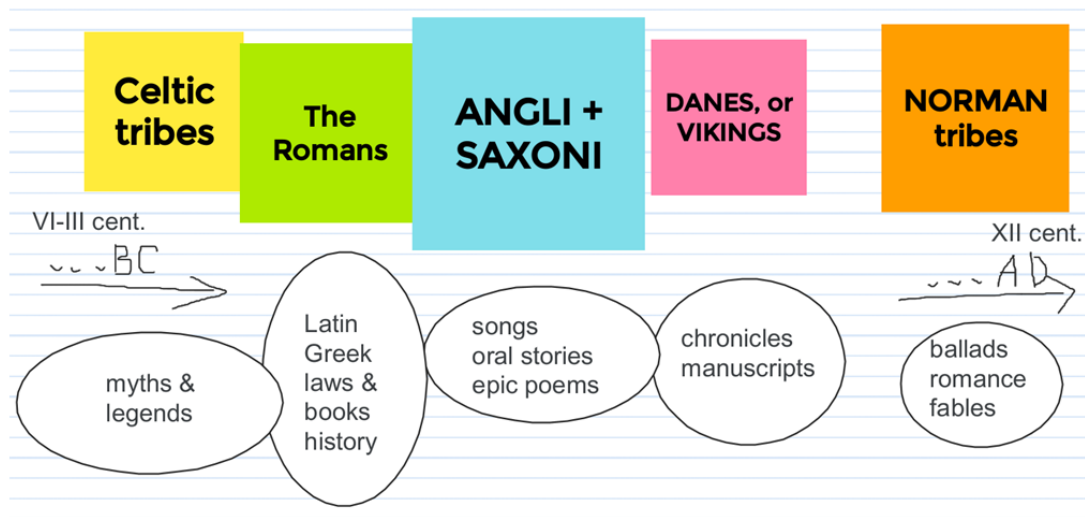 Celtic
tribes
The
Romans
ANGLI +
SAXONI
DANES, or
VIKINGS
NORMAN
tribes
VI-III cent.
...BC
XII cent.
...AD
myths &
legends
Latin
Greek
laws &
books
history
songs
oral stories
epic poems
chronicles
manuscripts
ballads
romance
fables